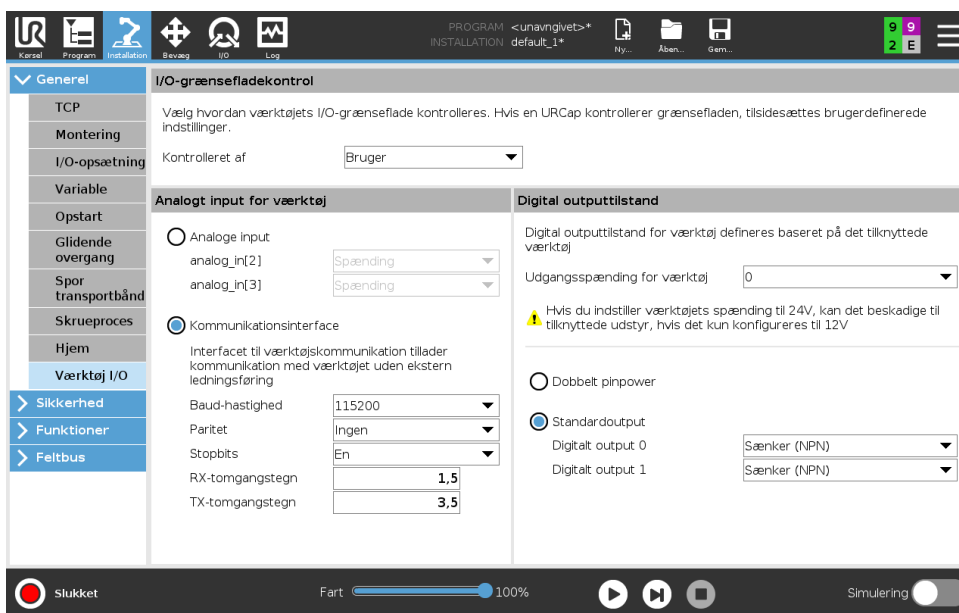 UR
Kørsel
Program
Installation
Bevæg
I/O
Log
PROGRAM <unavngivet>*
INSTALLATION default_1*
Ny...
Åben...
Gem...
9 9
2 E
Generel
TCP
Montering
I/O-opsætning
Variable
Opstart
Glidende
overgang
Spor
transportbånd
Skrueproces
Hjem
Værktøj I/O
Sikkerhed
Funktioner
Feltbus
I/O-grænsefladekontrol
Vælg hvordan værktøjets I/O-grænseflade kontrolleres. Hvis en URCap kontrollerer grænsefladen, tilsidesættes brugerdefinerede
indstillinger.
Kontrolleret af Bruger
Analogt input for værktøj
Analoge input
analog_in[2] Spænding
analog_in[3] Spænding
Kommunikationsinterface
Interfacet til værktøjskommunikation tillader
kommunikation med værktøjet uden ekstern
ledningsføring
Baud-hastighed 115200
Paritet Ingen
Stopbits En
RX-tomgangstegn 1,5
TX-tomgangstegn 3,5
Digital outputtilstand
Digital outputtilstand for værktøj defineres baseret på det tilknyttede
værktøj
Udgangsspænding for værktøj 0
Hvis du indstiller værktøjets spænding til 24V, kan det beskadige til
tilknyttede udstyr, hvis det kun konfigureres til 12V
Dobbelt pinpower
Standardoutput
Digitalt output 0 Sænker (NPN)
Digitalt output 1 Sænker (NPN)
Slukket
Fart 100%
Simulering